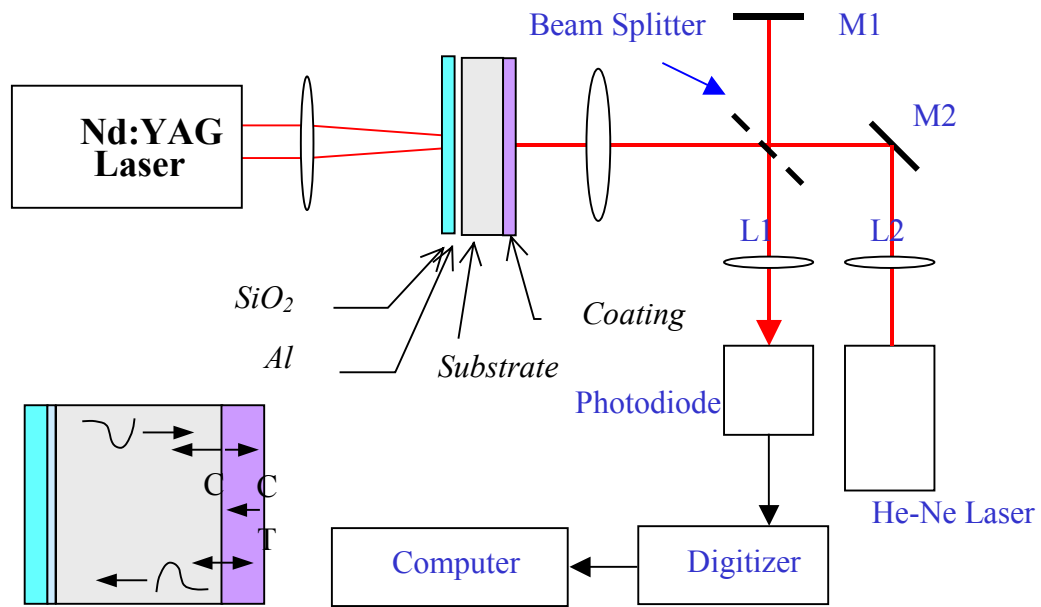 Beam Splitter
M1
M2
Nd:YAG
Laser
L1
L2
SiO2
Al
Substrate
Coating
Photodiode
He-Ne Laser
C
C
T
Computer
Digitizer